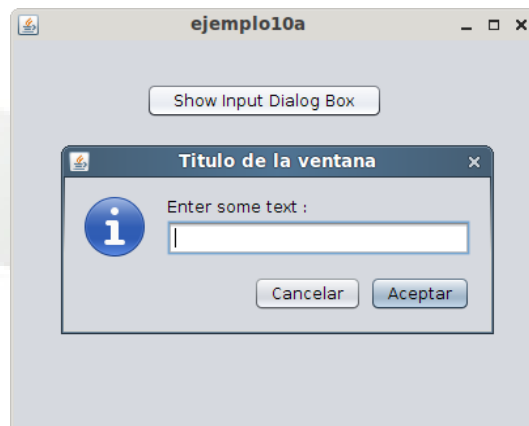 ejemplo10a
Show Input Dialog Box
Titulo de la ventana
Enter some text :
Cancelar
Aceptar